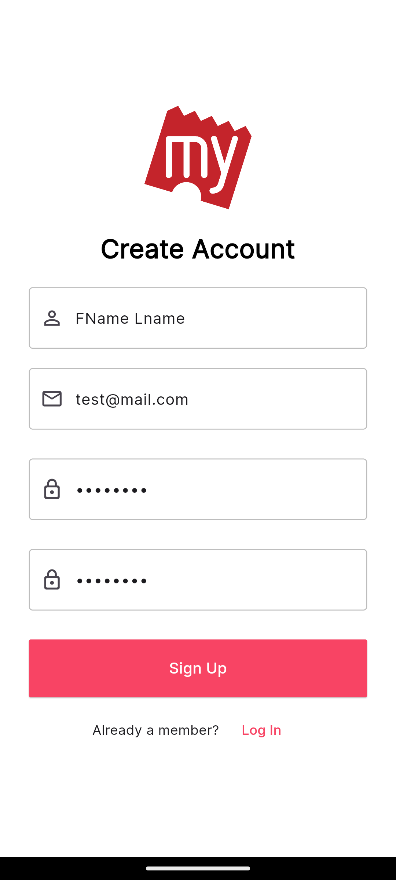 my
Create Account
FName Lname
test@mail.com
••••••••
••••••••
Sign Up
Already a member? Log In